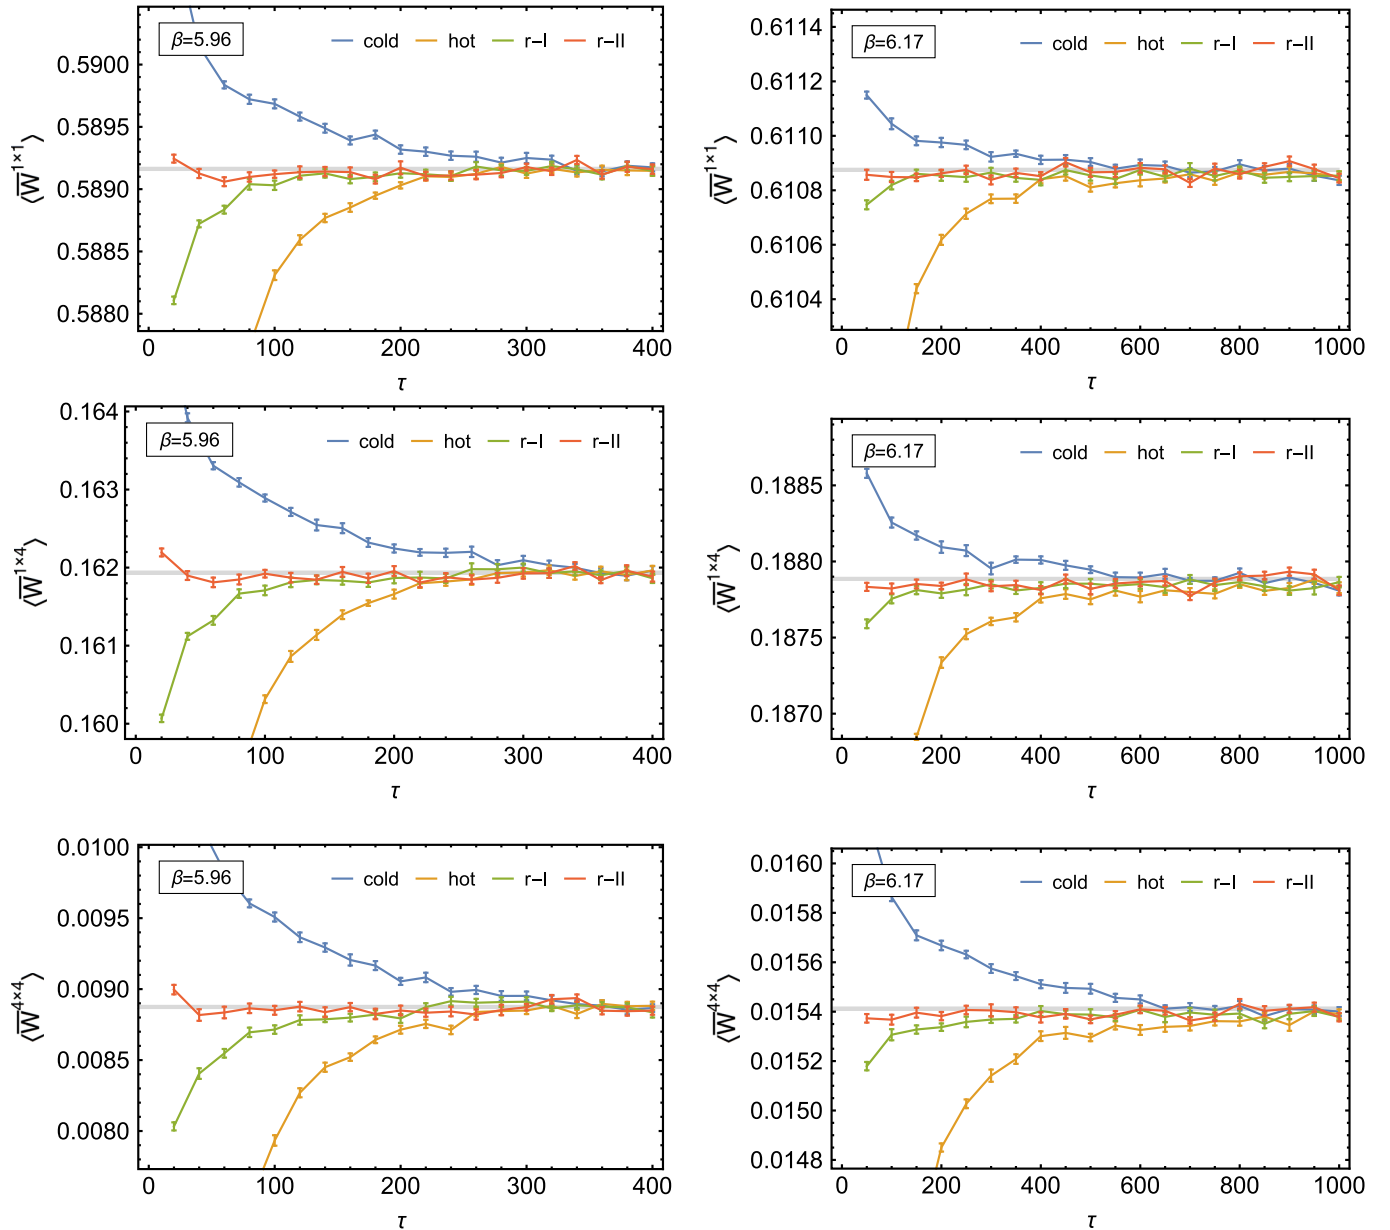 β=5.96
cold hot r-I r-II
0.5900
0.5895
0.5890
0.5885
0.5880
⟨W̅^{1×1}⟩
0 100 200 300 400
τ
β=6.17
cold hot r-I r-II
0.6114
0.6112
0.6110
0.6108
0.6106
0.6104
⟨W̅^{1×1}⟩
0 200 400 600 800 1000
τ
β=5.96
cold hot r-I r-II
0.164
0.163
0.162
0.161
0.160
⟨W̅^{1×4}⟩
0 100 200 300 400
τ
β=6.17
cold hot r-I r-II
0.1885
0.1880
0.1875
0.1870
⟨W̅^{1×4}⟩
0 200 400 600 800 1000
τ
β=5.96
cold hot r-I r-II
0.0100
0.0095
0.0090
0.0085
0.0080
⟨W̅^{4×4}⟩
0 100 200 300 400
τ
β=6.17
cold hot r-I r-II
0.0160
0.0158
0.0156
0.0154
0.0152
0.0150
0.0148
⟨W̅^{4×4}⟩
0 200 400 600 800 1000
τ